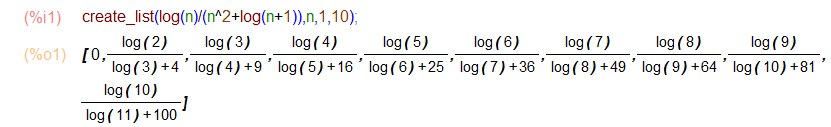 (%i1) create_list(log(n)/(n^2+log(n+1)),n,1,10);
(%o1) [0, log(2)/(log(3)+4), log(3)/(log(4)+9), log(4)/(log(5)+16), log(5)/(log(6)+25), log(6)/(log(7)+36), log(7)/(log(8)+49), log(8)/(log(9)+64), log(9)/(log(10)+81),
log(10)/(log(11)+100)]